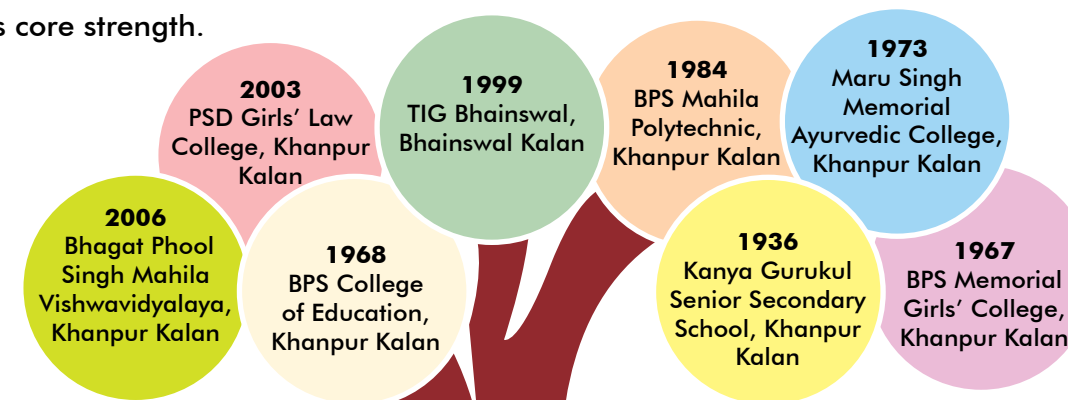 s core strength.
2003
PSD Girls' Law
College, Khanpur
Kalan
1999
TIG Bhainswal,
Bhainswal Kalan
1984
BPS Mahila
Polytechnic,
Khanpur Kalan
1973
Maru Singh
Memorial
Ayurvedic College,
Khanpur Kalan
2006
Bhagat Phool
Singh Mahila
Vishwavidyalaya,
Khanpur Kalan
1968
BPS College
of Education,
Khanpur Kalan
1936
Kanya Gurukul
Senior Secondary
School, Khanpur
Kalan
1967
BPS Memorial
Girls' College,
Khanpur Kalan